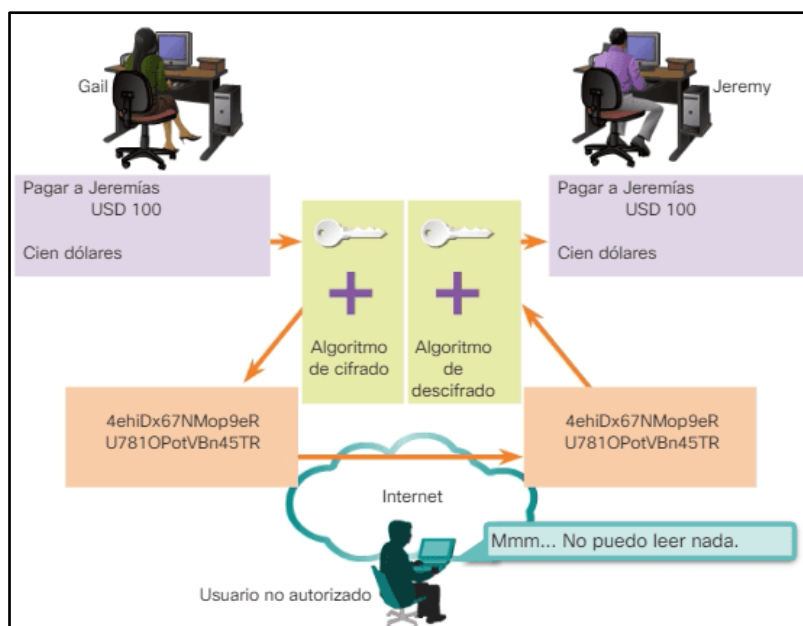 Gail
Jeremy
Pagar a Jeremías
USD 100
Cien dólares
Pagar a Jeremías
USD 100
Cien dólares
Algoritmo
de cifrado
Algoritmo
de
descifrado
4ehiDx67NMop9eR
U781OPotVBn45TR
4ehiDx67NMop9eR
U781OPotVBn45TR
Internet
Mmm... No puedo leer nada.
Usuario no autorizado